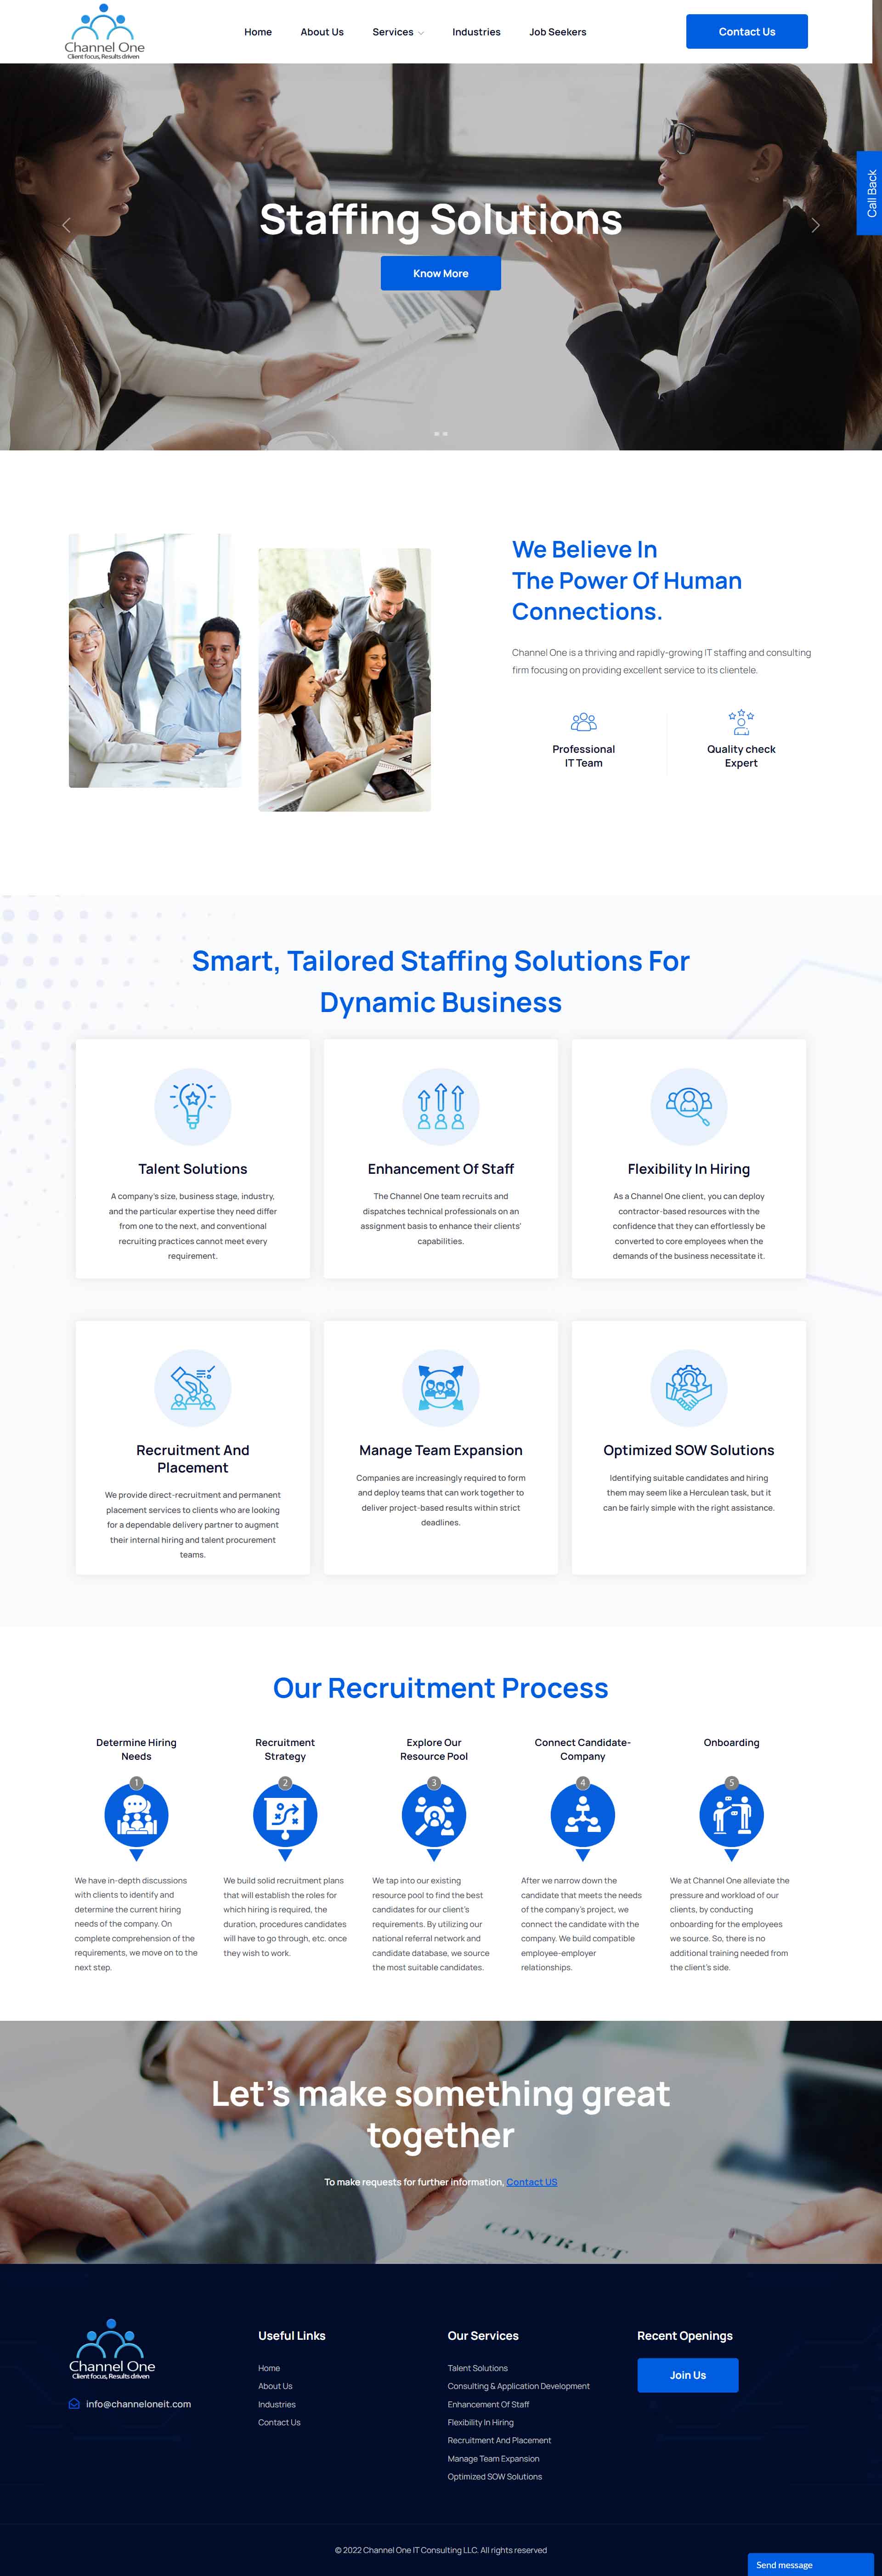 Channel One
Client focus, Results driven
Home
About Us
Services
Industries
Job Seekers
Contact Us
Call Back
Staffing Solutions
Know More
We Believe In
The Power Of Human
Connections.
Channel One is a thriving and rapidly-growing IT staffing and consulting
firm focusing on providing excellent service to its clientele.
Professional
IT Team
Quality check
Expert
Smart, Tailored Staffing Solutions For
Dynamic Business
Talent Solutions
A company's size, business stage, industry,
and the particular expertise they need differ
from one to the next, and conventional
recruiting practices cannot meet every
requirement.
Enhancement Of Staff
The Channel One team recruits and
dispatches technical professionals on an
assignment basis to enhance their clients'
capabilities.
Flexibility In Hiring
As a Channel One client, you can deploy
contractor-based resources with the
confidence that they can effortlessly be
converted to core employees when the
demands of the business necessitate it.
Recruitment And
Placement
We provide direct-recruitment and permanent
placement services to clients who are looking
for a dependable delivery partner to augment
their internal hiring and talent procurement
teams.
Manage Team Expansion
Companies are increasingly required to form
and deploy teams that can work together to
deliver project-based results within strict
deadlines.
Optimized SOW Solutions
Identifying suitable candidates and hiring
them may seem like a Herculean task, but it
can be fairly simple with the right assistance.
Our Recruitment Process
Determine Hiring
Needs
1
We have in-depth discussions
with clients to identify and
determine the current hiring
needs of the company. On
complete comprehension of the
requirements, we move on to the
next step.
Recruitment
Strategy
2
We build solid recruitment plans
that will establish the roles for
which hiring is required, the
duration, procedures candidates
will have to go through, etc. once
they wish to work.
Explore Our
Resource Pool
3
We tap into our existing
resource pool to find the best
candidates for our client's
requirements. By utilizing our
national referral network and
candidate database, we source
the most suitable candidates.
Connect Candidate-
Company
4
After we narrow down the
candidate that meets the needs
of the company's project, we
connect the candidate with the
company. We build compatible
employee-employer
relationships.
Onboarding
5
We at Channel One alleviate the
pressure and workload of our
clients, by conducting
onboarding for the employees
we source. So, there is no
additional training needed from
the client's side.
Let's make something great
together
To make requests for further information, Contact US
CONTRACT
Channel One
Client focus, Results driven
info@channeloneit.com
Useful Links
Home
About Us
Industries
Contact Us
Our Services
Talent Solutions
Consulting & Application Development
Enhancement Of Staff
Flexibility In Hiring
Recruitment And Placement
Manage Team Expansion
Optimized SOW Solutions
Recent Openings
Join Us
© 2022 Channel One IT Consulting LLC. All rights reserved
Send message